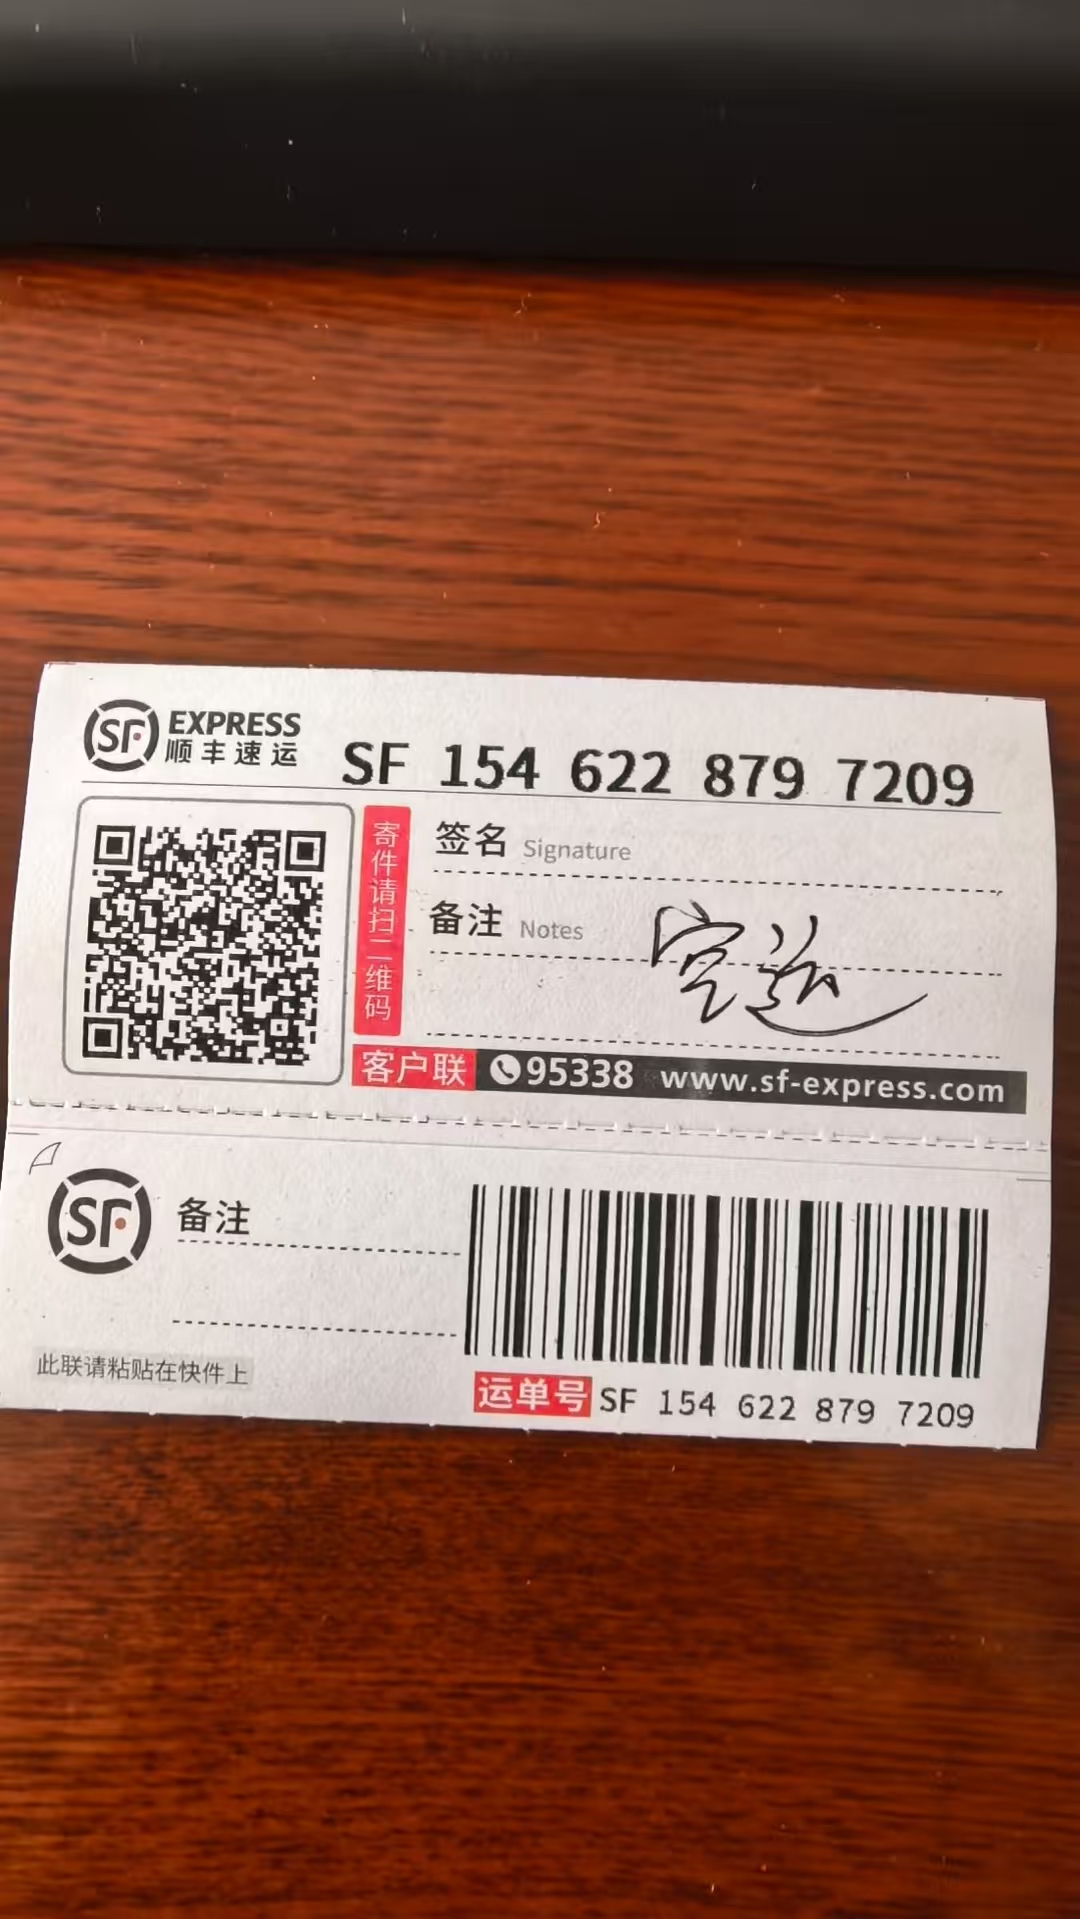 SF EXPRESS
顺丰速运
SF 154 622 879 7209
寄件请扫二维码
签名 Signature
备注 Notes
空运
客户联 95338 www.sf-express.com
SF
备注
此联请粘贴在快件上
运单号 SF 154 622 879 7209